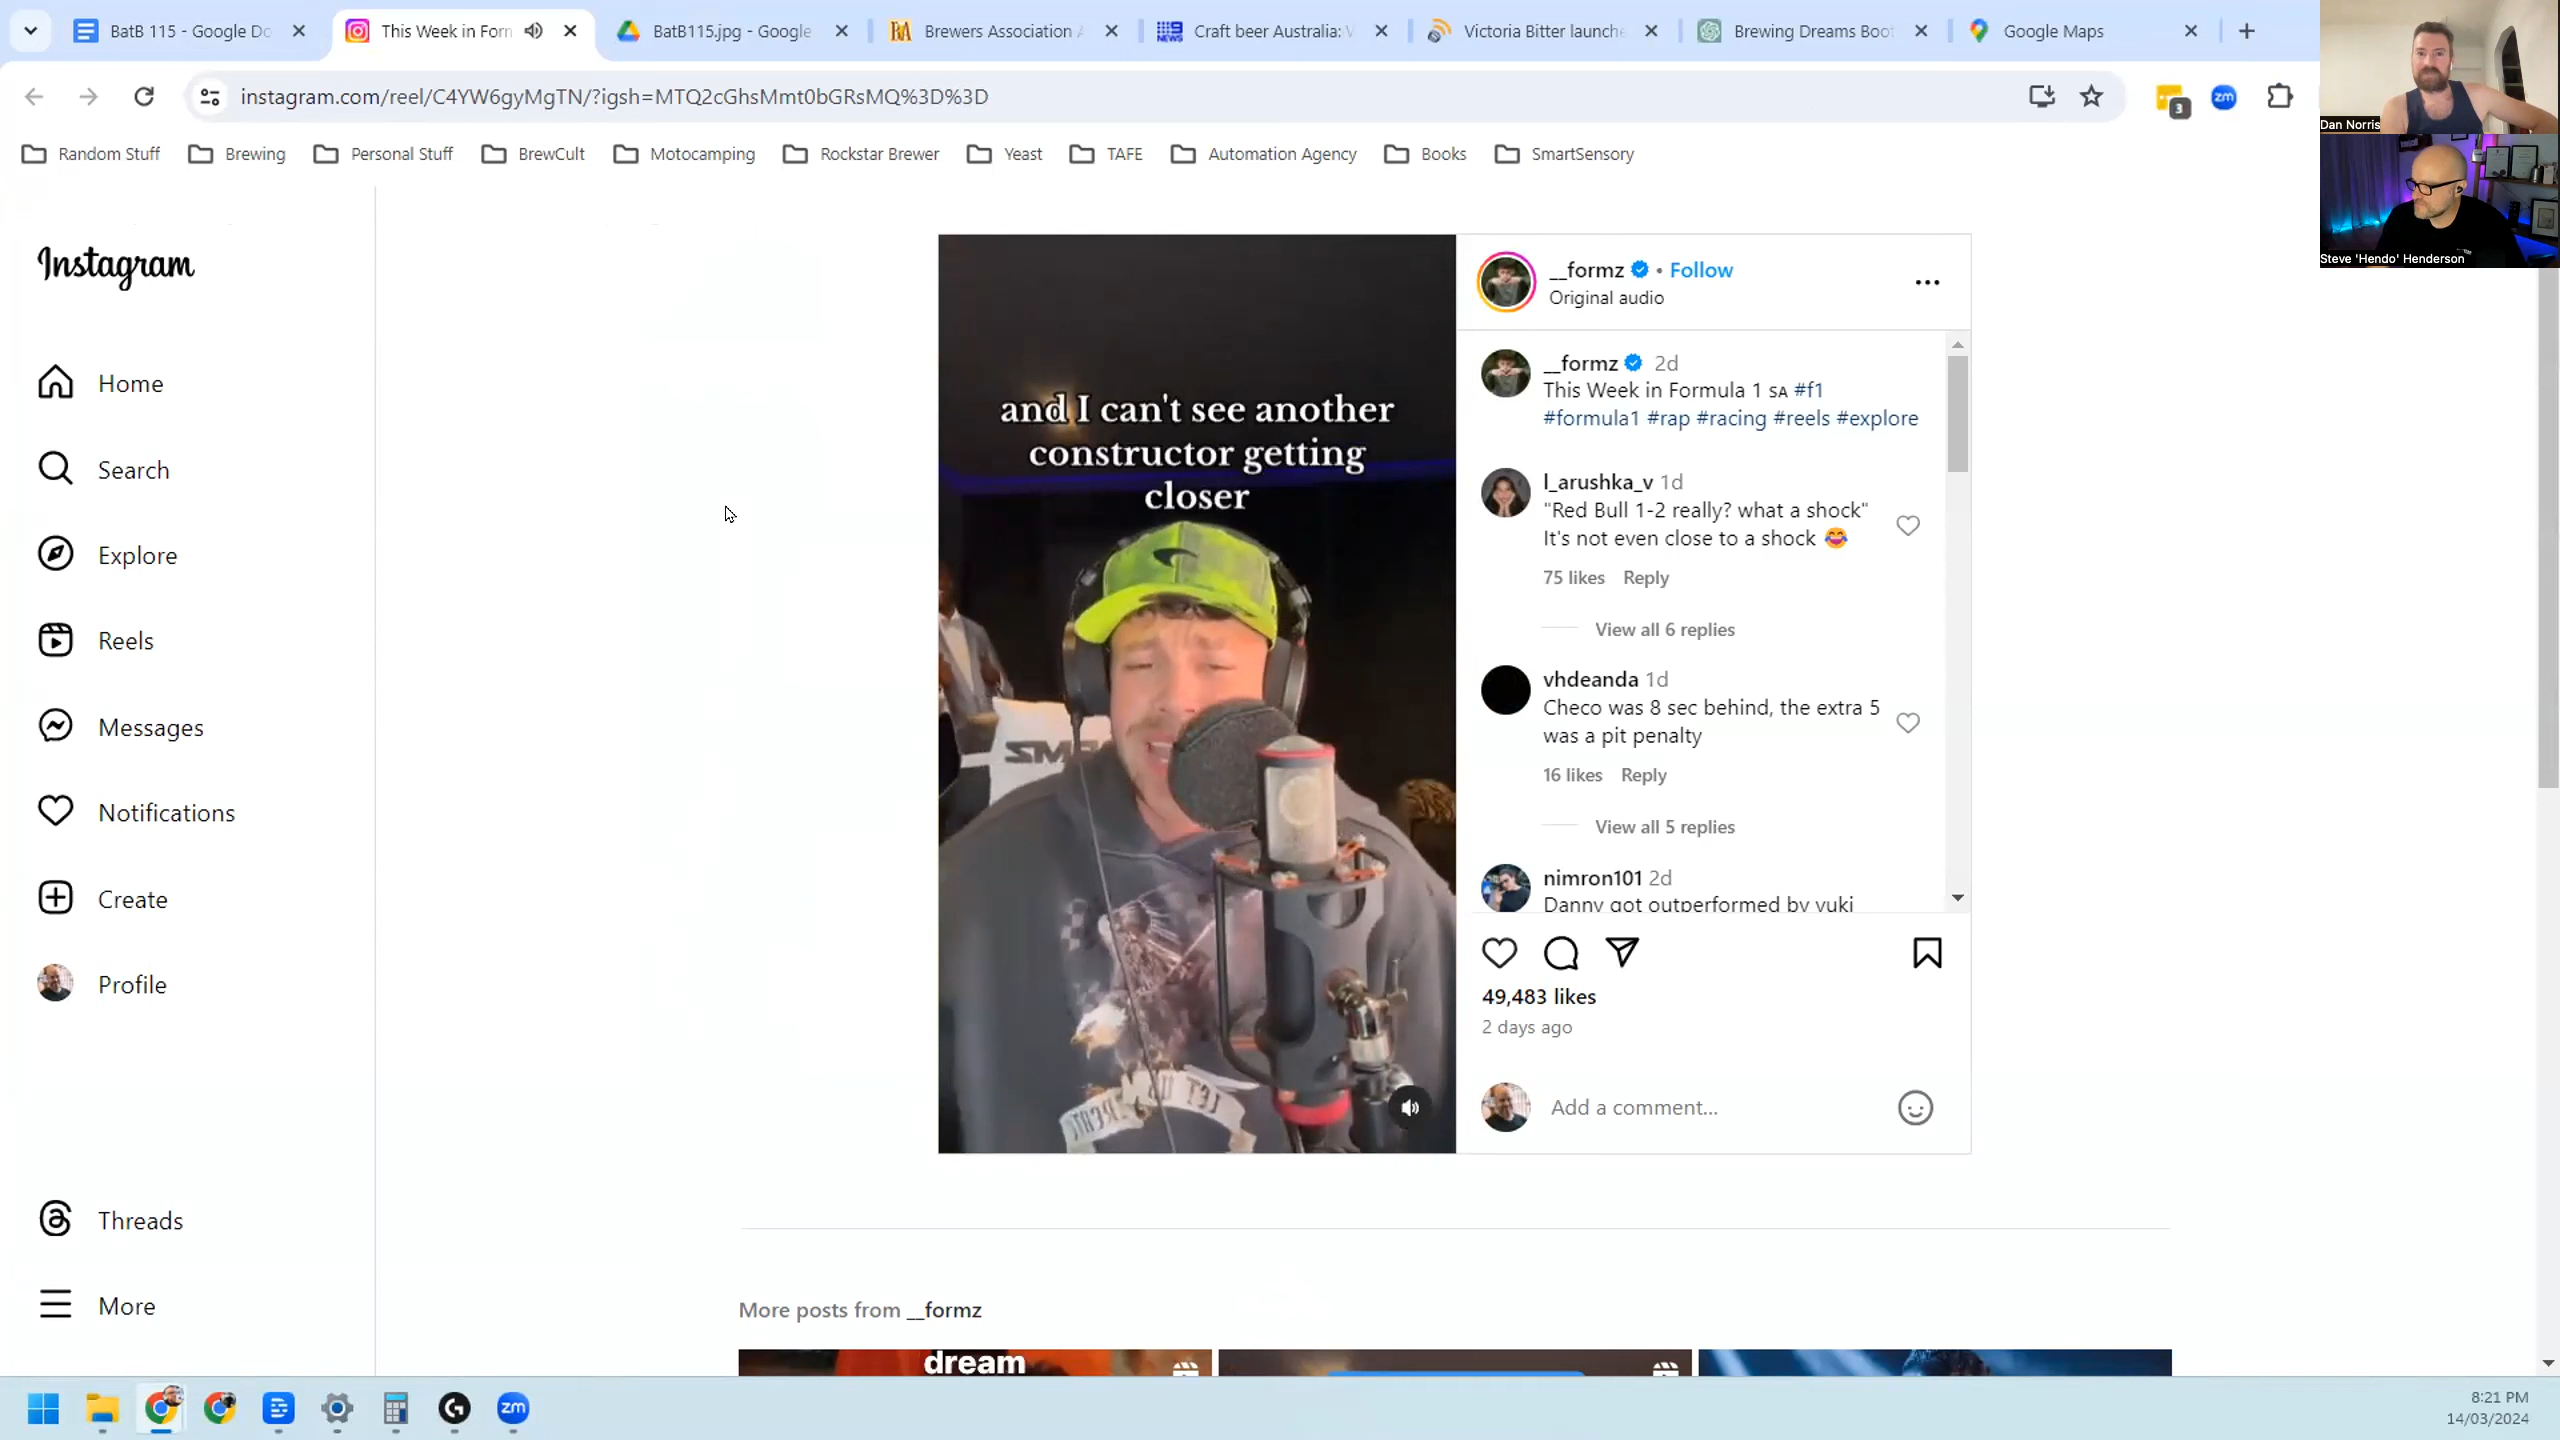 BatB 115 - Google Do
This Week in Forn
BatB115.jpg - Google
Brewers Association A
Craft beer Australia: V
Victoria Bitter launche
Brewing Dreams Boo
Google Maps
instagram.com/reel/C4YW6gyMgTN/?igsh=MTQ2cGhsMmt0bGRsMQ%3D%3D
3
zm
Random Stuff
Brewing
Personal Stuff
BrewCult
Motocamping
Rockstar Brewer
Yeast
TAFE
Automation Agency
Books
SmartSensory
Dan Norris
Steve 'Hendo' Henderson
Instagram
Home
Search
Explore
Reels
Messages
Notifications
Create
Profile
Threads
More
and I can't see another
constructor getting
closer
LET
__formz • Follow
Original audio
__formz 2d
This Week in Formula 1 SA #f1
#formula1 #rap #racing #reels #explore
l_arushka_v 1d
"Red Bull 1-2 really? what a shock"
It's not even close to a shock 😂
75 likes Reply
View all 6 replies
vhdeanda 1d
Checo was 8 sec behind, the extra 5
was a pit penalty
16 likes Reply
View all 5 replies
nimron101 2d
Danny got outperformed by yuki
49,483 likes
2 days ago
Add a comment...
More posts from __formz
dream
zm
8:21 PM
14/03/2024